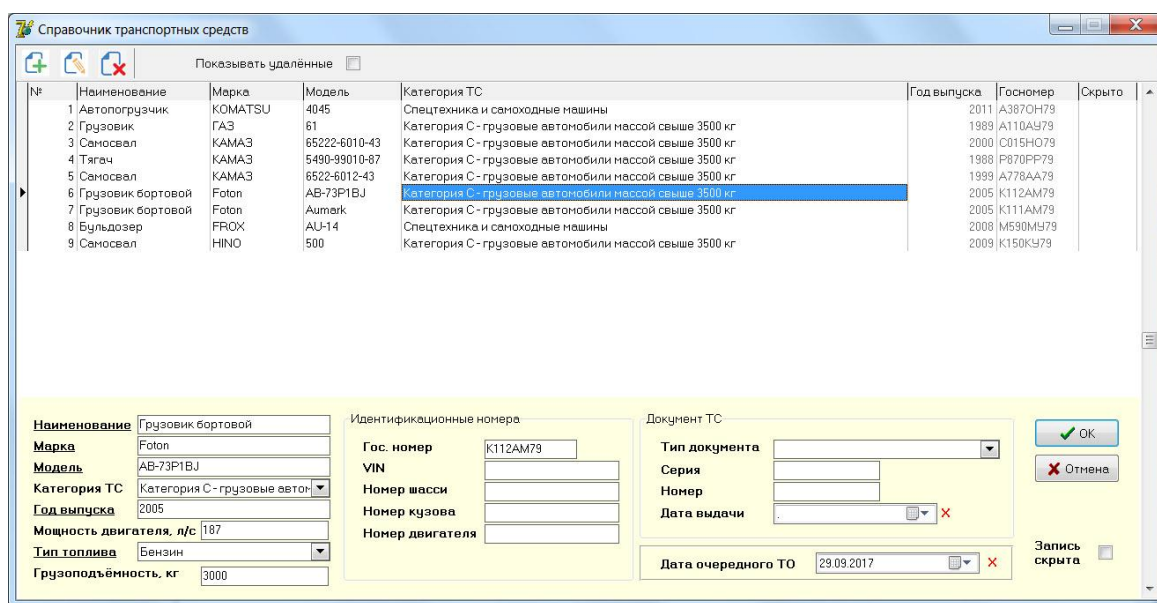 Справочник транспортных средств
Показывать удалённые
№ Наименование Марка Модель Категория ТС Год выпуска Госномер Скрыто
1 Автопогрузчик KOMATSU 4045 Спецтехника и самоходные машины 2011 А387ОН79
2 Грузовик ГАЗ 61 Категория С - грузовые автомобили массой свыше 3500 кг 1989 А110АУ79
3 Самосвал КАМАЗ 65222-6010-43 Категория С - грузовые автомобили массой свыше 3500 кг 2000 С015НО79
4 Тягач КАМАЗ 5490-99010-87 Категория С - грузовые автомобили массой свыше 3500 кг 1988 Р870РР79
5 Самосвал КАМАЗ 6522-6012-43 Категория С - грузовые автомобили массой свыше 3500 кг 1999 А778АА79
6 Грузовик бортовой Foton AB-73P1BJ Категория С - грузовые автомобили массой свыше 3500 кг 2005 К112АМ79
7 Грузовик бортовой Foton Aumark Категория С - грузовые автомобили массой свыше 3500 кг 2005 К111АМ79
8 Бульдозер FROX AU-14 Спецтехника и самоходные машины 2008 М590МУ79
9 Самосвал HINO 500 Категория С - грузовые автомобили массой свыше 3500 кг 2009 К150КУ79
Наименование Грузовик бортовой
Марка Foton
Модель AB-73P1BJ
Категория ТС Категория С - грузовые автом
Год выпуска 2005
Мощность двигателя, л/с 187
Тип топлива Бензин
Грузоподъёмность, кг 3000
Идентификационные номера
Гос. номер К112АМ79
VIN
Номер шасси
Номер кузова
Номер двигателя
Документ ТС
Тип документа
Серия
Номер
Дата выдачи .
Дата очередного ТО 29.09.2017
OK
Отмена
Запись
скрыта